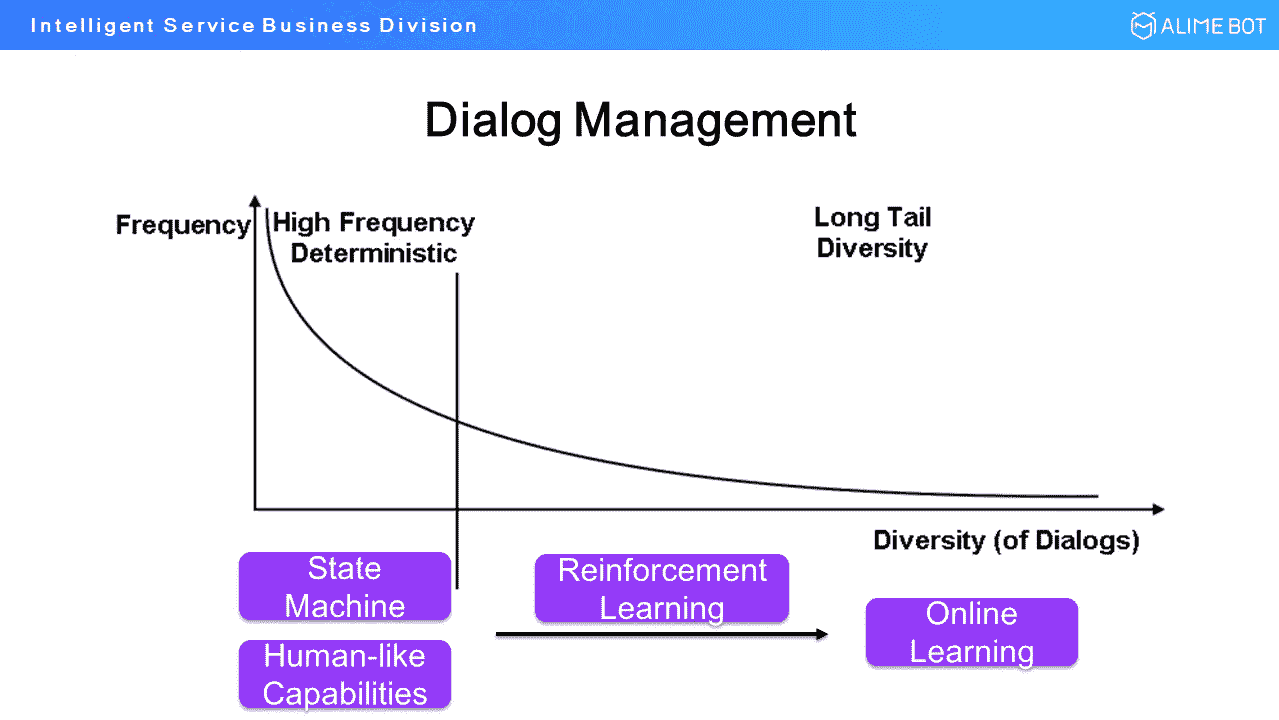 Intelligent Service Business Division
ALIME BOT
Dialog Management
Frequency
High Frequency
Deterministic
Long Tail
Diversity
Diversity (of Dialogs)
State
Machine
Human-like
Capabilities
Reinforcement
Learning
Online
Learning